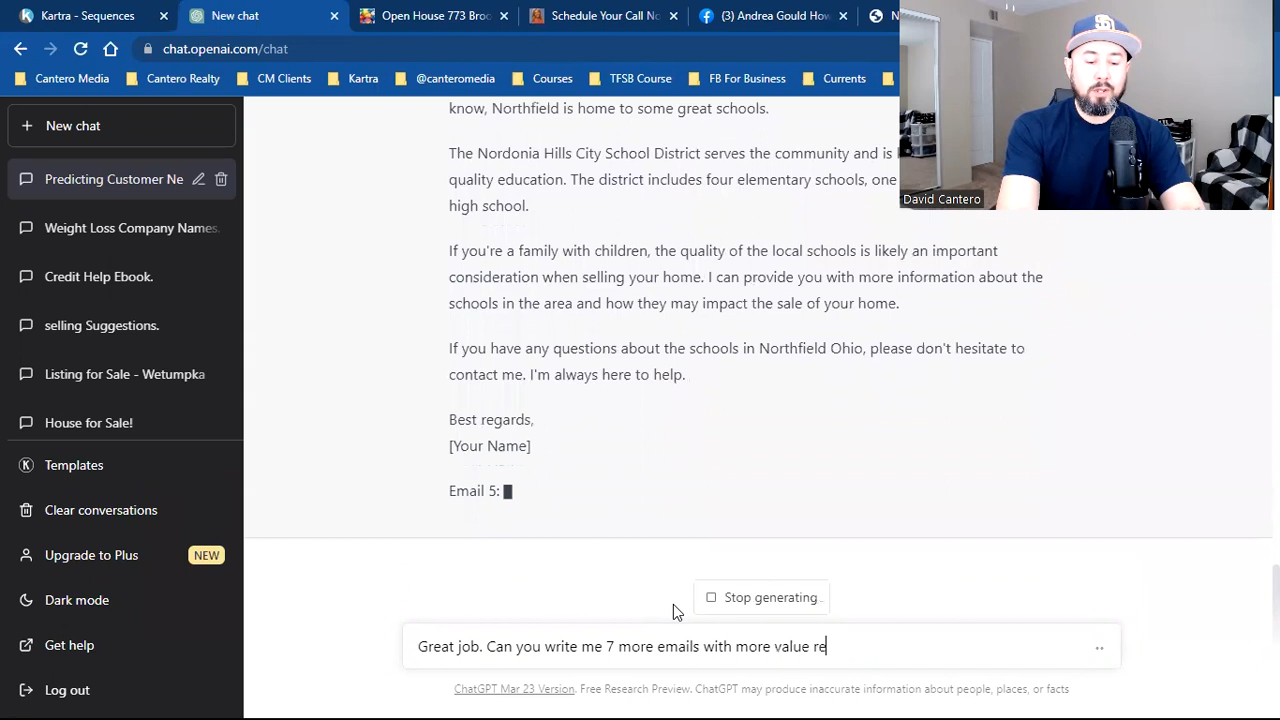 Kartra - Sequences
New chat
Open House 773 Broo
Schedule Your Call No
(3) Andrea Gould How
N
chat.openai.com/chat
Cantero Media
Cantero Realty
CM Clients
Kartra
@canteromedia
Courses
TFSB Course
FB For Business
Currents
New chat
Predicting Customer Ne
Weight Loss Company Names.
Credit Help Ebook.
selling Suggestions.
Listing for Sale - Wetumpka
House for Sale!
Templates
Clear conversations
Upgrade to Plus NEW
Dark mode
Get help
Log out
know, Northfield is home to some great schools.
The Nordonia Hills City School District serves the community and is
quality education. The district includes four elementary schools, one
high school.
If you're a family with children, the quality of the local schools is likely an important
consideration when selling your home. I can provide you with more information about the
schools in the area and how they may impact the sale of your home.
If you have any questions about the schools in Northfield Ohio, please don't hesitate to
contact me. I'm always here to help.
Best regards,
[Your Name]
Email 5:
Stop generating
Great job. Can you write me 7 more emails with more value re
ChatGPT Mar 23 Version. Free Research Preview. ChatGPT may produce inaccurate information about people, places, or facts
David Cantero
SD